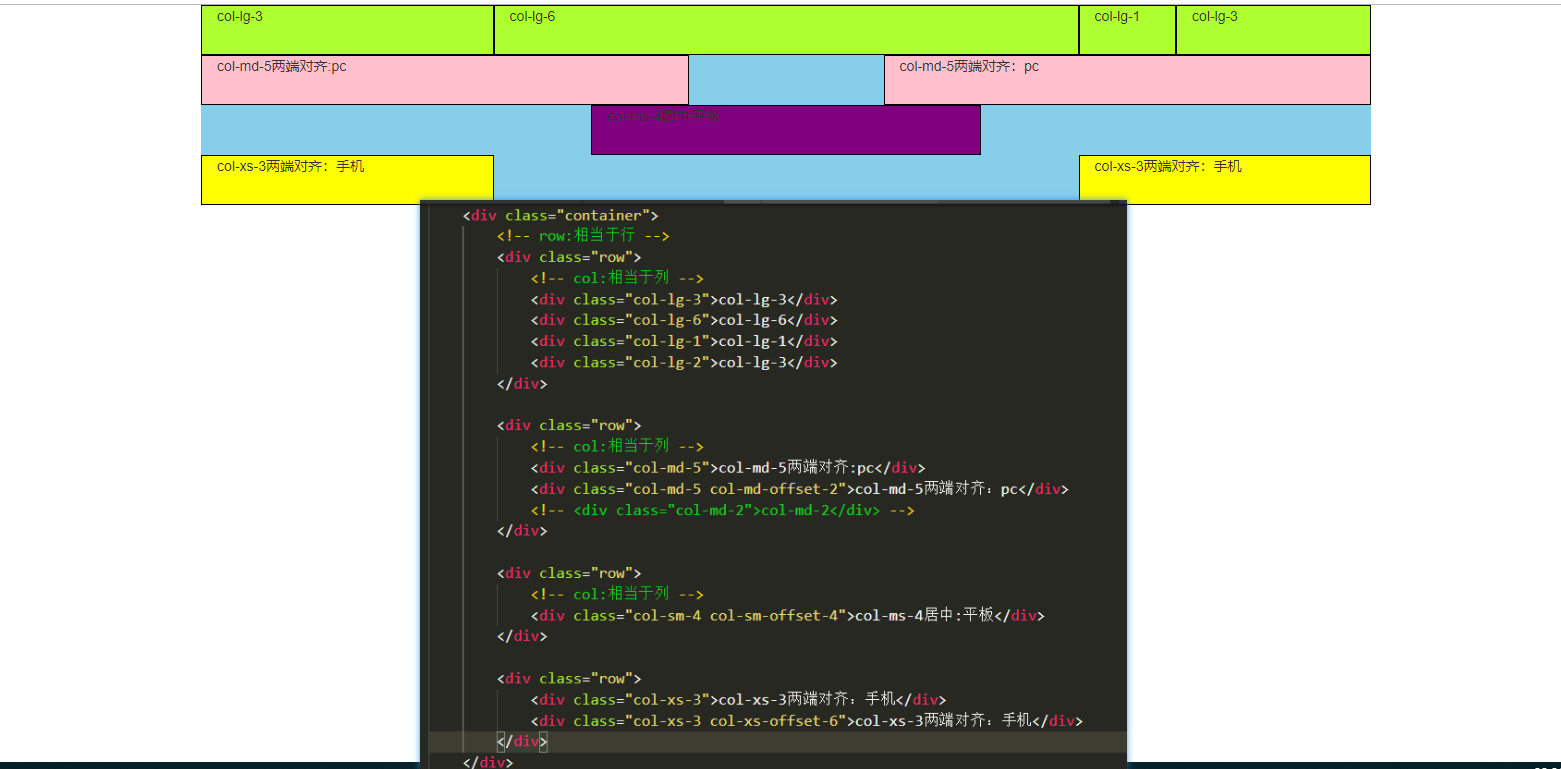 col-lg-3 col-lg-6 col-lg-1 col-lg-3
col-md-5两端对齐:pc col-md-5两端对齐：pc
col-ms-4居中:平板
col-xs-3两端对齐：手机 col-xs-3两端对齐：手机
<div class="container">
<!-- row:相当于行 -->
<div class="row">
<!-- col:相当于列 -->
<div class="col-lg-3">col-lg-3</div>
<div class="col-lg-6">col-lg-6</div>
<div class="col-lg-1">col-lg-1</div>
<div class="col-lg-2">col-lg-3</div>
</div>
<div class="row">
<!-- col:相当于列 -->
<div class="col-md-5">col-md-5两端对齐:pc</div>
<div class="col-md-5 col-md-offset-2">col-md-5两端对齐：pc</div>
<!-- <div class="col-md-2">col-md-2</div> -->
</div>
<div class="row">
<!-- col:相当于列 -->
<div class="col-sm-4 col-sm-offset-4">col-ms-4居中:平板</div>
</div>
<div class="row">
<div class="col-xs-3">col-xs-3两端对齐：手机</div>
<div class="col-xs-3 col-xs-offset-6">col-xs-3两端对齐：手机</div>
</div>
</div>